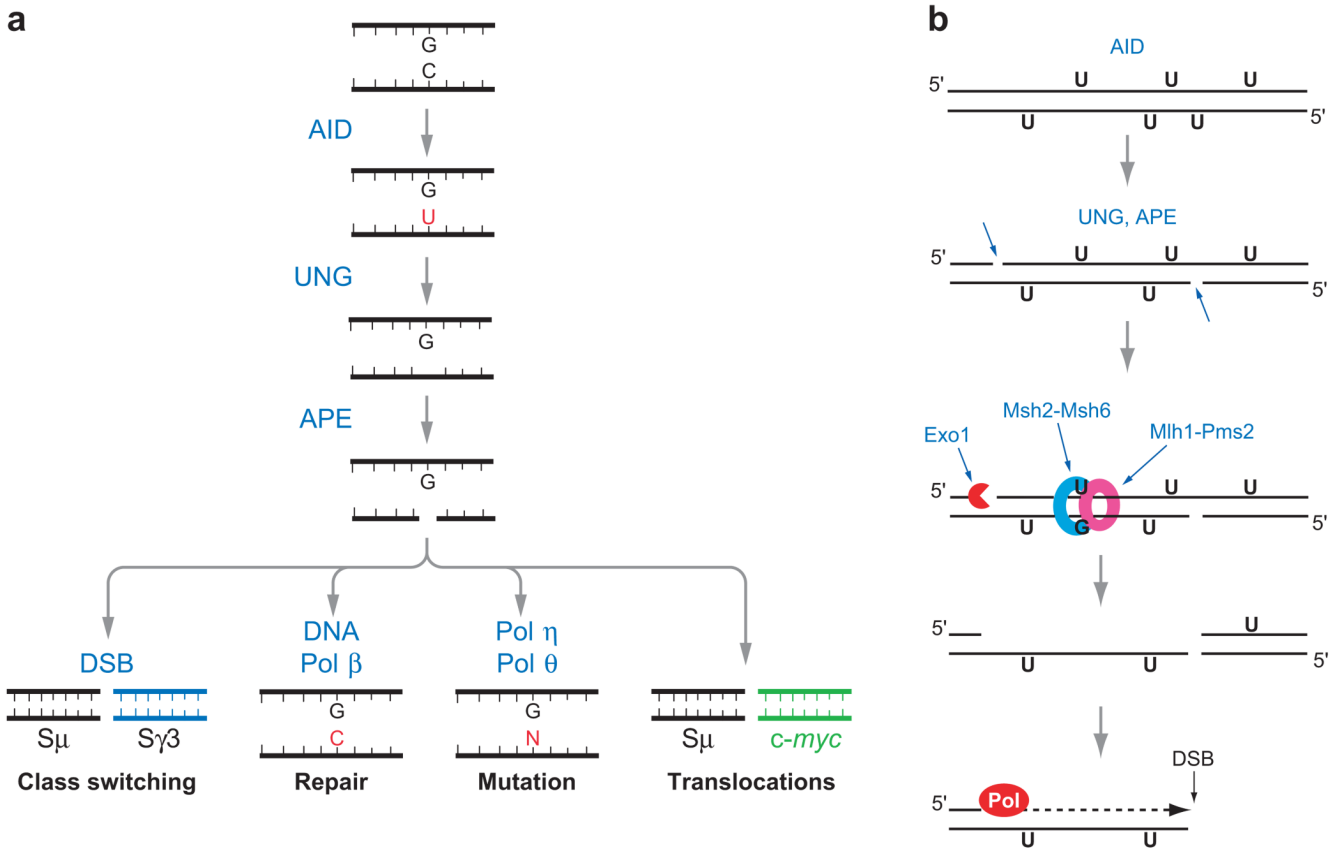 a
G
C
AID
G
U
UNG
G
APE
G
DSB
DNA
Pol β
Pol η
Pol θ
Sμ
Sγ3
G
C
G
N
Sμ
c-myc
Class switching
Repair
Mutation
Translocations
b
AID
U U U
5'
5'
U U U
UNG, APE
U U U
5'
5'
U U
Msh2-Msh6
Exo1
Mlh1-Pms2
U U U
5'
5'
U G U
U
5'
5'
U U
DSB
5'
Pol
U U